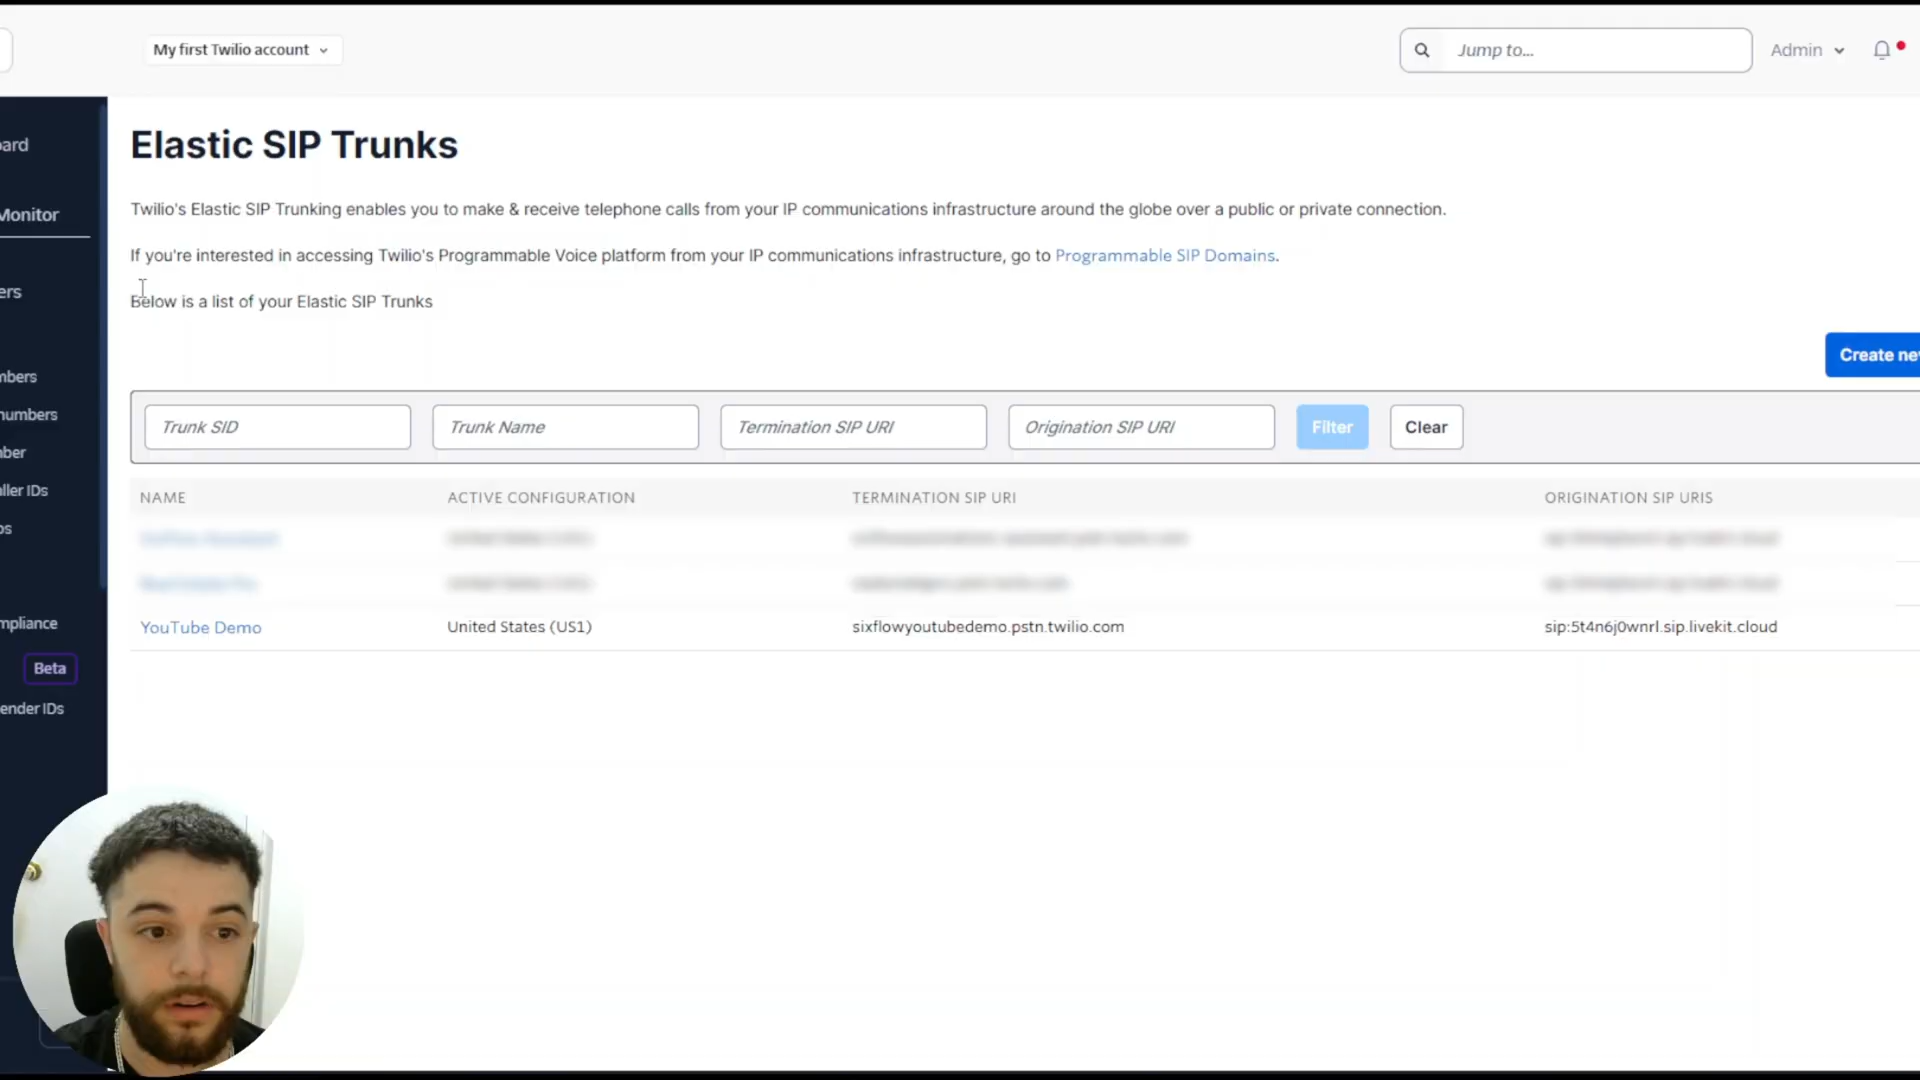 My first Twilio account
Jump to...
Admin
ard
Monitor
ers
mbers
numbers
ber
ller IDs
os
mpliance
Beta
ender IDs
Elastic SIP Trunks
Twilio's Elastic SIP Trunking enables you to make & receive telephone calls from your IP communications infrastructure around the globe over a public or private connection.
If you're interested in accessing Twilio's Programmable Voice platform from your IP communications infrastructure, go to Programmable SIP Domains.
Below is a list of your Elastic SIP Trunks
Create ne
Trunk SID Trunk Name Termination SIP URI Origination SIP URI Filter Clear
NAME ACTIVE CONFIGURATION TERMINATION SIP URI ORIGINATION SIP URIS
YouTube Demo United States (US1) sixflowyoutubedemo.pstn.twilio.com sip:5t4n6j0wnrl.sip.livekit.cloud